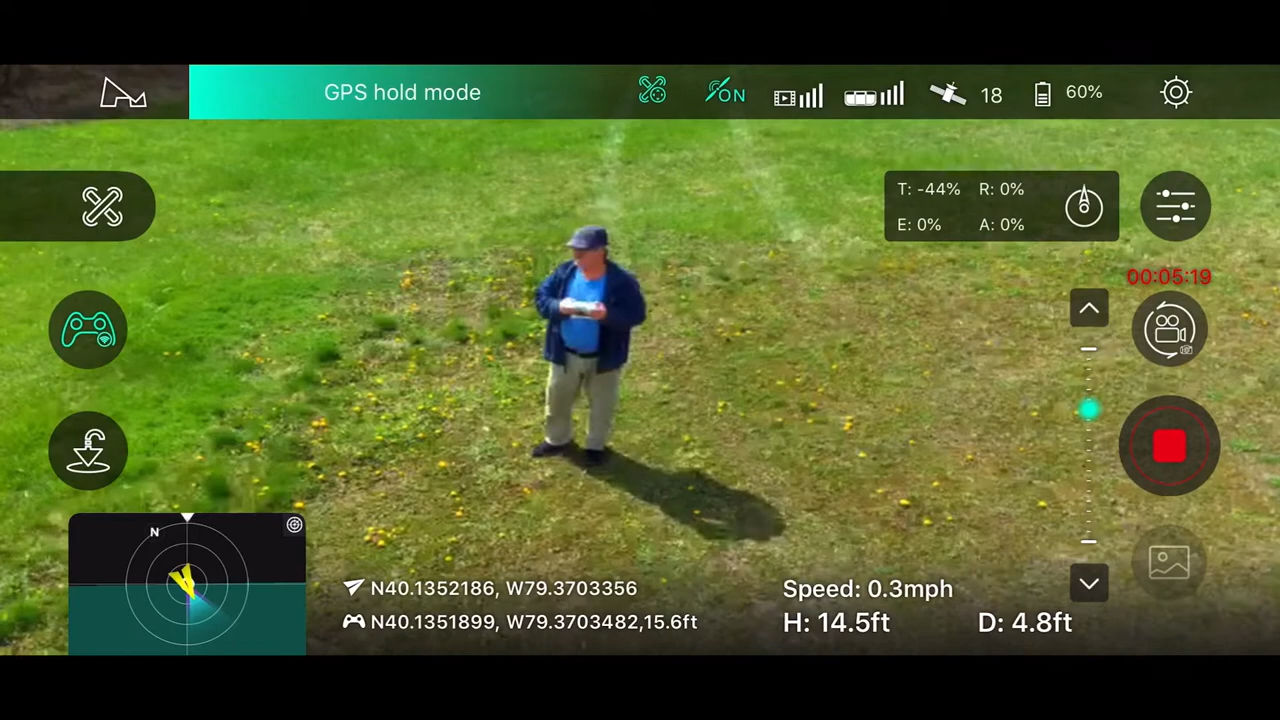 GPS hold mode
ON
18
60%
T: -44% R: 0%
E: 0% A: 0%
00:05:19
N
N40.1352186, W79.3703356
N40.1351899, W79.3703482,15.6ft
Speed: 0.3mph
H: 14.5ft D: 4.8ft